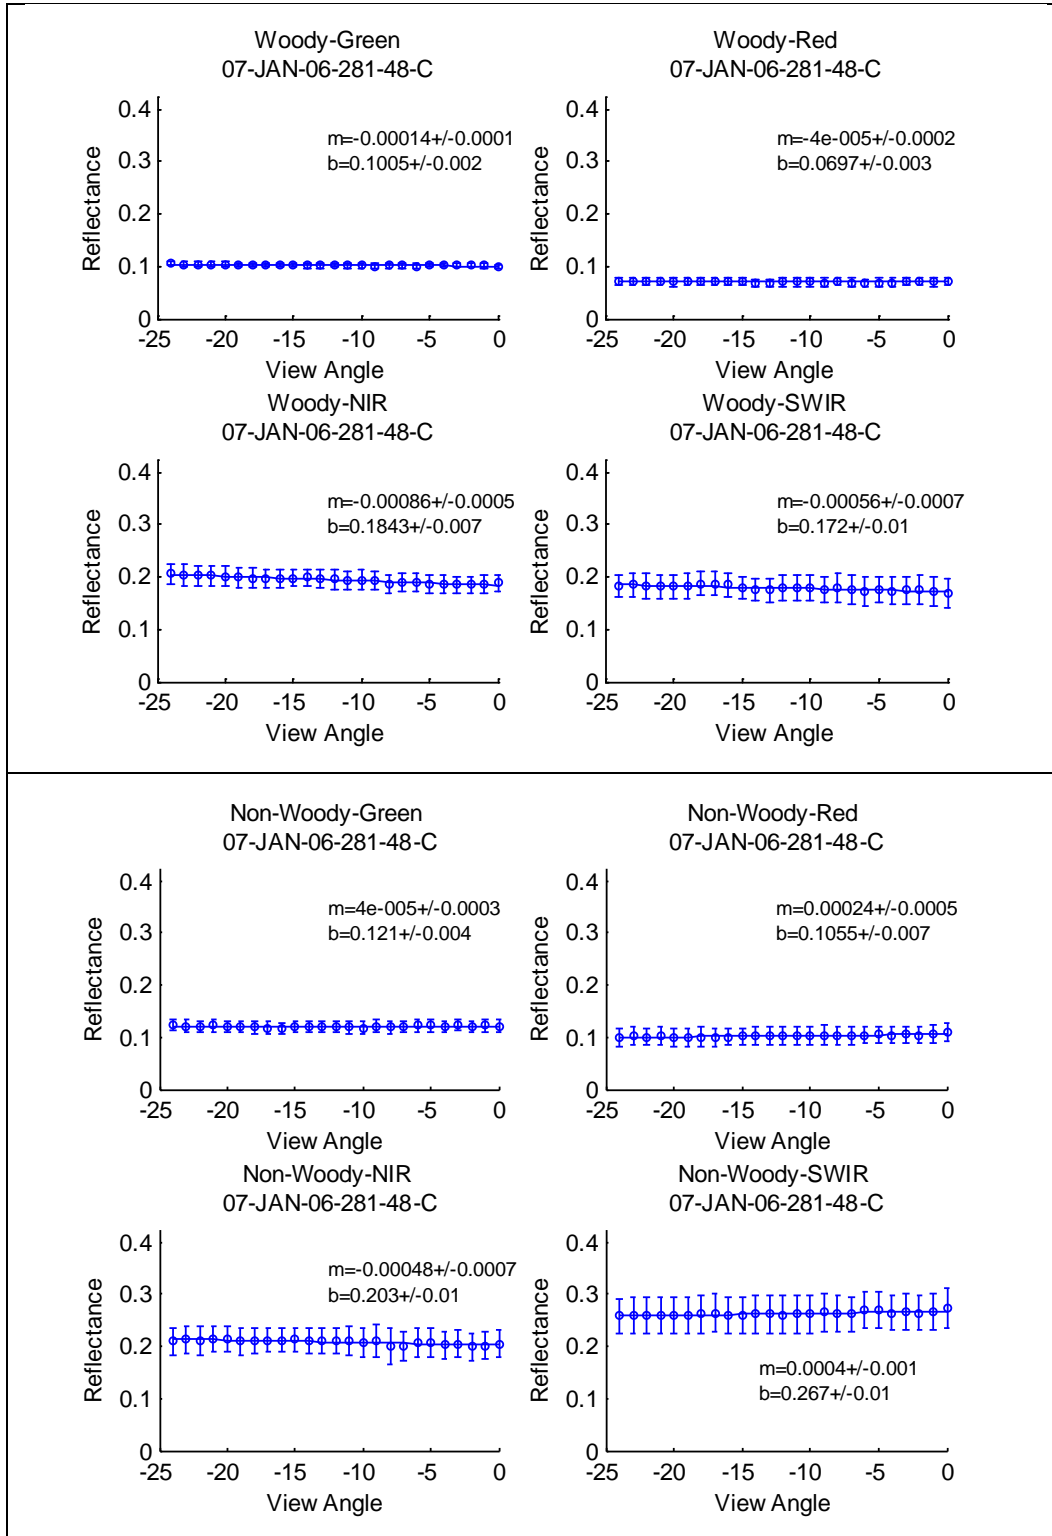 Woody-Green
07-JAN-06-281-48-C
0.4
0.3
0.2
0.1
0
Reflectance
m=-0.00014+/-0.0001
b=0.1005+/-0.002
-25 -20 -15 -10 -5 0
View Angle
Woody-Red
07-JAN-06-281-48-C
0.4
0.3
0.2
0.1
0
Reflectance
m=-4e-005+/-0.0002
b=0.0697+/-0.003
-25 -20 -15 -10 -5 0
View Angle
Woody-NIR
07-JAN-06-281-48-C
0.4
0.3
0.2
0.1
0
Reflectance
m=-0.00086+/-0.0005
b=0.1843+/-0.007
-25 -20 -15 -10 -5 0
View Angle
Woody-SWIR
07-JAN-06-281-48-C
0.4
0.3
0.2
0.1
0
Reflectance
m=-0.00056+/-0.0007
b=0.172+/-0.01
-25 -20 -15 -10 -5 0
View Angle
Non-Woody-Green
07-JAN-06-281-48-C
0.4
0.3
0.2
0.1
0
Reflectance
m=4e-005+/-0.0003
b=0.121+/-0.004
-25 -20 -15 -10 -5 0
View Angle
Non-Woody-Red
07-JAN-06-281-48-C
0.4
0.3
0.2
0.1
0
Reflectance
m=0.00024+/-0.0005
b=0.1055+/-0.007
-25 -20 -15 -10 -5 0
View Angle
Non-Woody-NIR
07-JAN-06-281-48-C
0.4
0.3
0.2
0.1
0
Reflectance
m=-0.00048+/-0.0007
b=0.203+/-0.01
-25 -20 -15 -10 -5 0
View Angle
Non-Woody-SWIR
07-JAN-06-281-48-C
0.4
0.3
0.2
0.1
0
Reflectance
m=0.0004+/-0.001
b=0.267+/-0.01
-25 -20 -15 -10 -5 0
View Angle